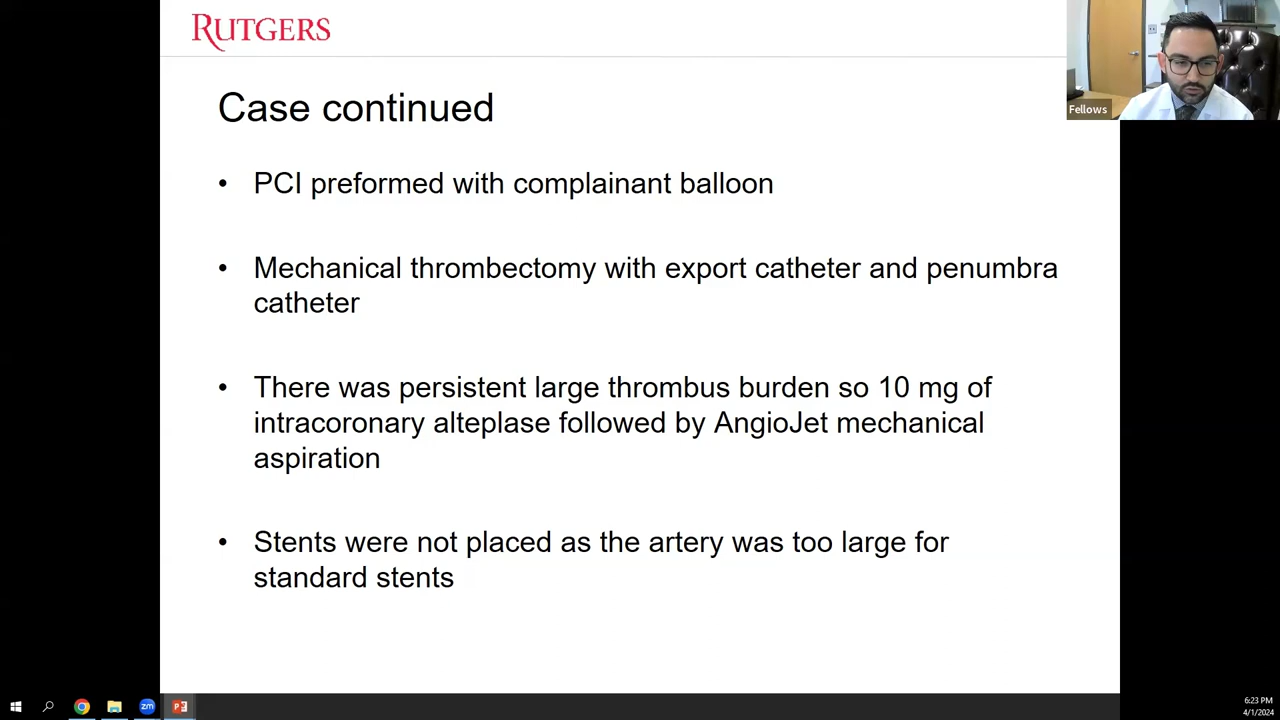 RUTGERS
Fellows
Case continued
• PCI preformed with complainant balloon
• Mechanical thrombectomy with export catheter and penumbra
catheter
• There was persistent large thrombus burden so 10 mg of
intracoronary alteplase followed by AngioJet mechanical
aspiration
• Stents were not placed as the artery was too large for
standard stents
zm
P
6:23 PM
4/1/2024